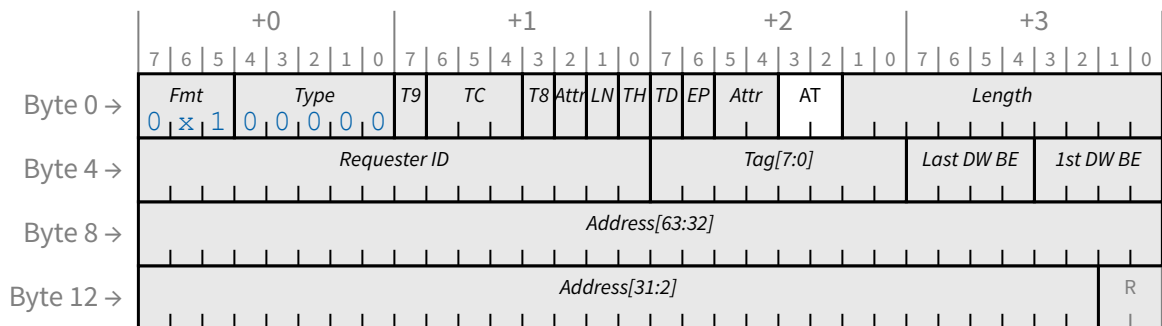 +0 +1 +2 +3
7 6 5 4 3 2 1 0 7 6 5 4 3 2 1 0 7 6 5 4 3 2 1 0 7 6 5 4 3 2 1 0
Byte 0 → Fmt Type T9 TC T8 Attr LN TH TD EP Attr AT Length
0 x 1 0 0 0 0 0
Byte 4 → Requester ID Tag[7:0] Last DW BE 1st DW BE
Byte 8 → Address[63:32]
Byte 12 → Address[31:2] R